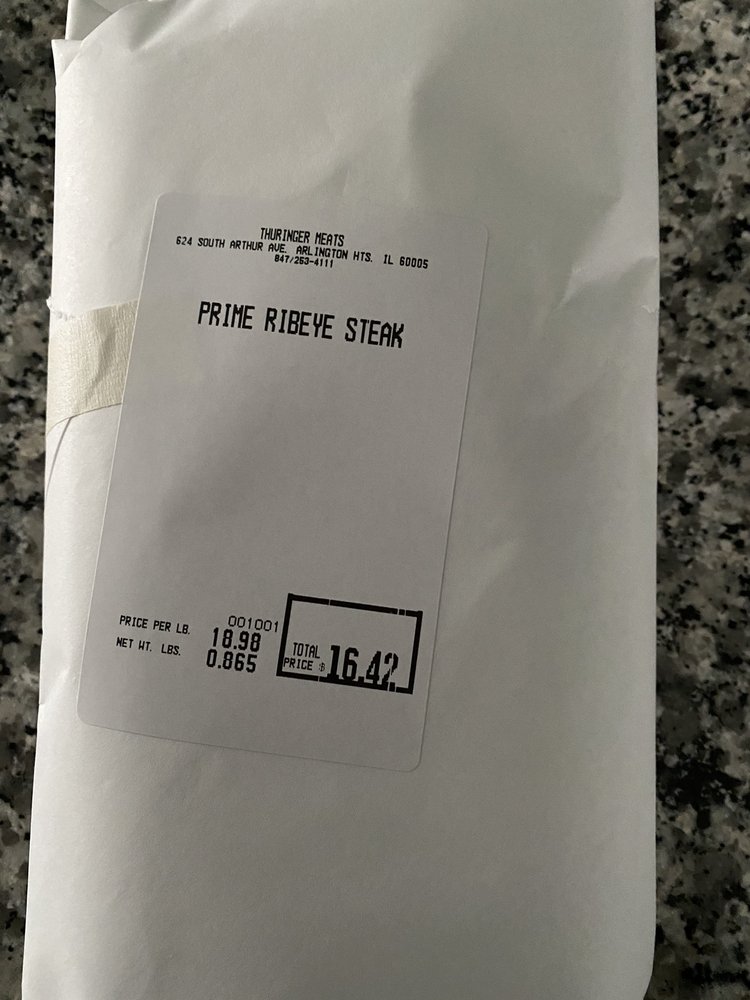 THURINGER MEATS
624 SOUTH ARTHUR AVE. ARLINGTON HTS. IL 60005
847/253-4111
PRIME RIBEYE STEAK
001001
PRICE PER LB. 18.98
NET WT. LBS. 0.865
TOTAL
PRICE $ 16.42